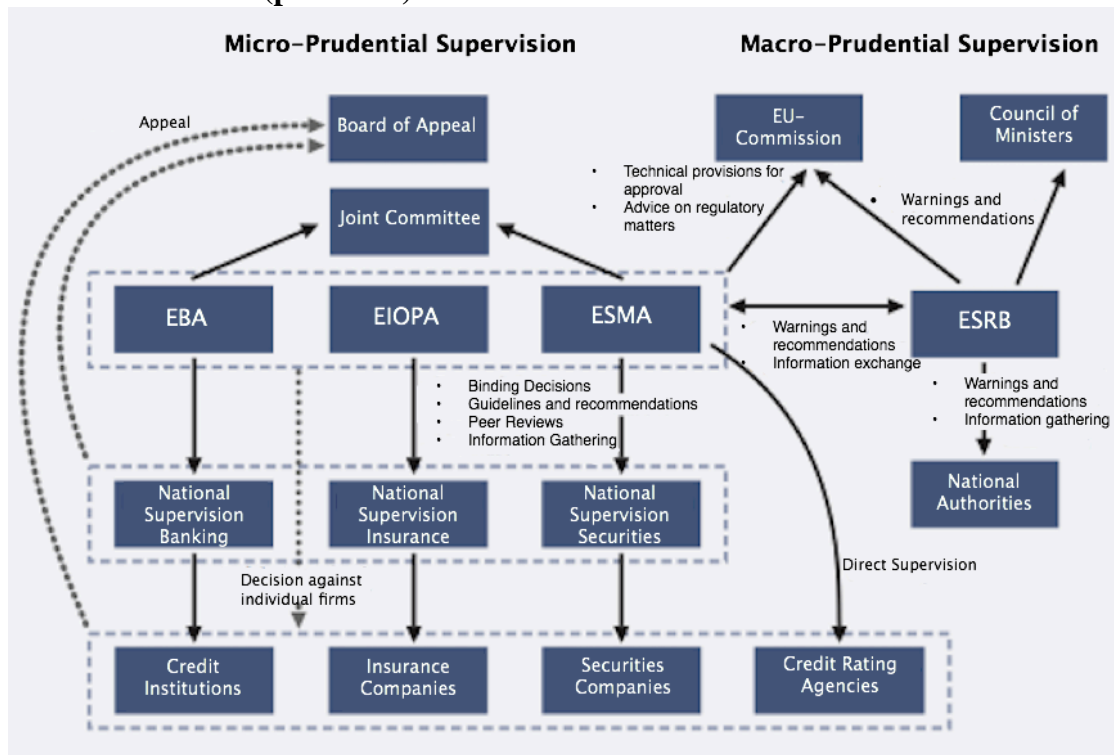 Micro-Prudential Supervision
Macro-Prudential Supervision
Appeal
Board of Appeal
EU-
Commission
Council of
Ministers
• Technical provisions for
approval
• Advice on regulatory
matters
• Warnings and
recommendations
Joint Committee
EBA
EIOPA
ESMA
ESRB
• Warnings and
recommendations
• Information exchange
• Binding Decisions
• Guidelines and recommendations
• Peer Reviews
• Information Gathering
• Warnings and
recommendations
• Information gathering
National
Supervision
Banking
National
Supervision
Insurance
National
Supervision
Securities
National
Authorities
Decision against
individual firms
Direct Supervision
Credit
Institutions
Insurance
Companies
Securities
Companies
Credit Rating
Agencies